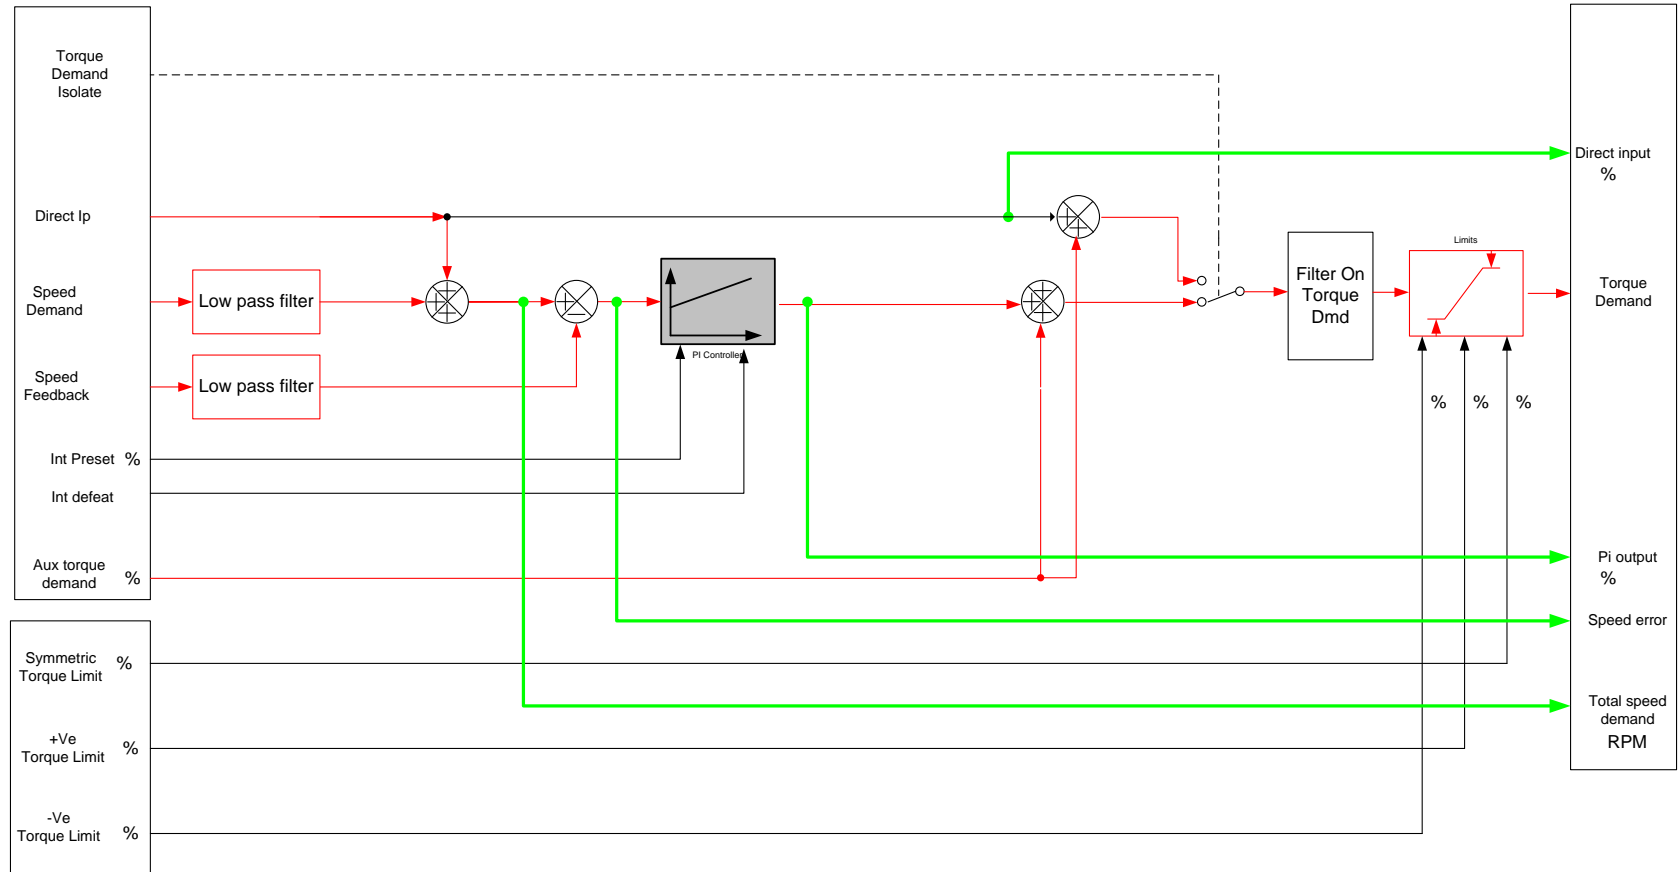 Torque
Demand
Isolate
Direct Ip
Speed
Demand
Speed
Feedback
Int Preset %
Int defeat
Aux torque
demand %
Symmetric
Torque Limit %
+Ve
Torque Limit %
-Ve
Torque Limit %
Low pass filter
Low pass filter
PI Controller
Filter On
Torque
Dmd
Limits
% % %
Direct input
%
Torque
Demand
Pi output
%
Speed error
Total speed
demand
RPM